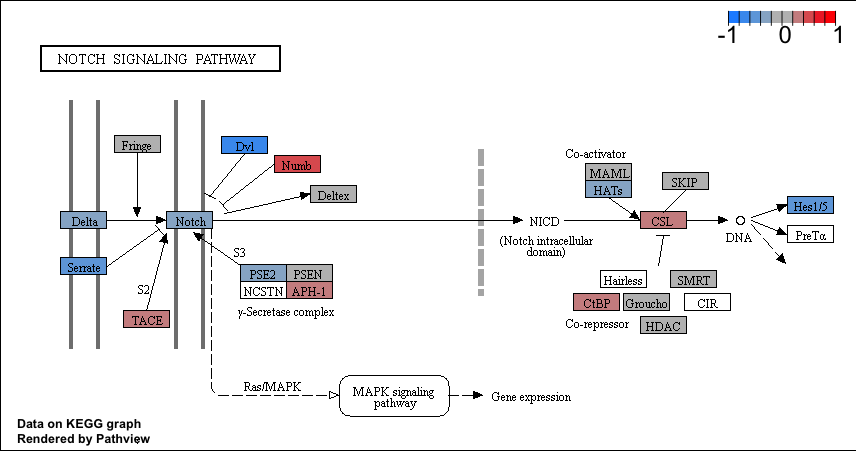 -1 0 1
NOTCH SIGNALING PATHWAY
Fringe
Dvl
Numb
Deltex
Delta
Notch
Serrate
S2
TACE
S3
PSE2 PSEN
NCSTN APH-1
γ-Secretase complex
NICD
(Notch intracellular
domain)
Co-activator
MAML
HATs
SKIP
CSL
DNA
Hes1/5
PreTα
Hairless
SMRT
CtBP
Groucho
CIR
Co-repressor
HDAC
Ras/MAPK
MAPK signaling
pathway
Gene expression
Data on KEGG graph
Rendered by Pathview